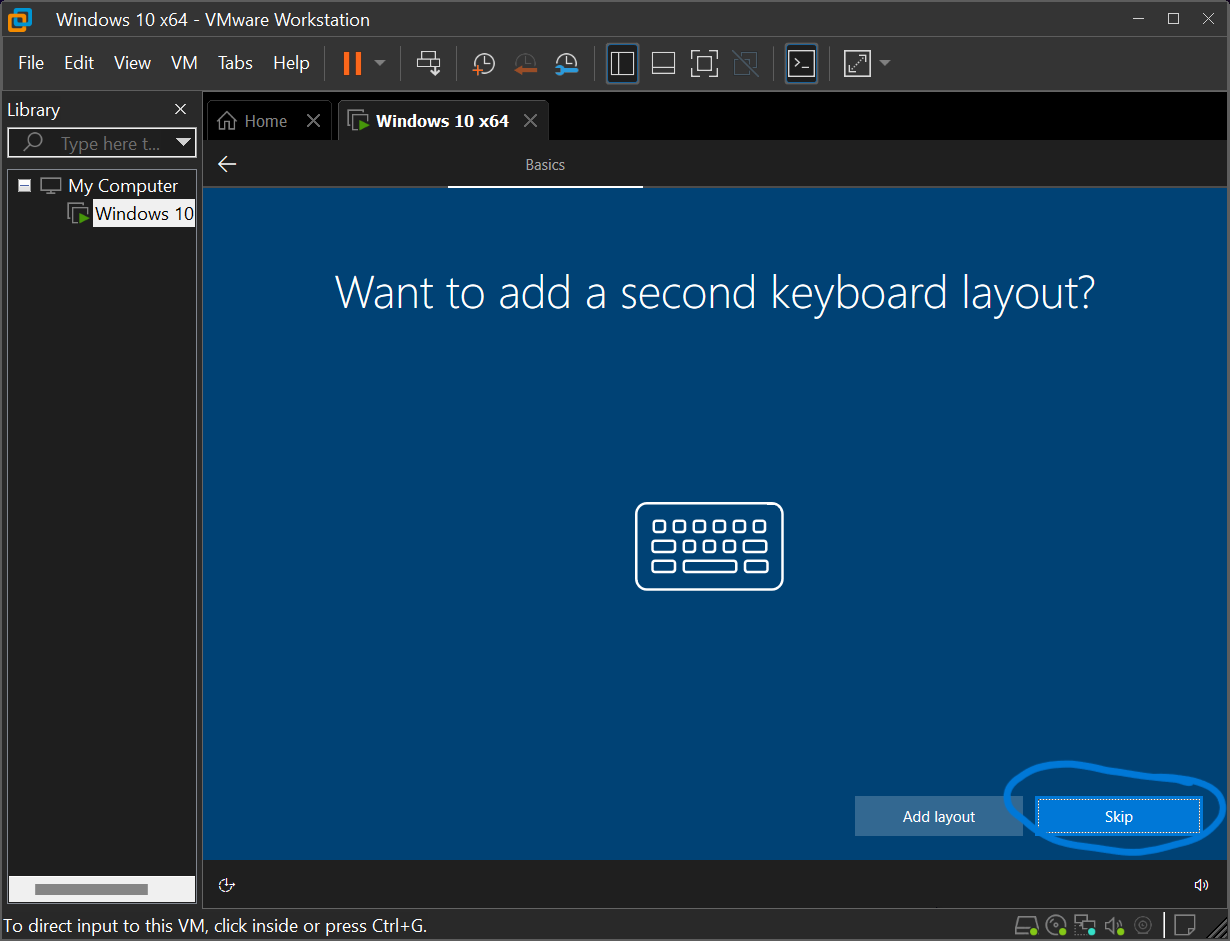 Windows 10 x64 - VMware Workstation
File Edit View VM Tabs Help
Library
Type here t...
My Computer
Windows 10
Home
Windows 10 x64
Basics
Want to add a second keyboard layout?
Add layout
Skip
To direct input to this VM, click inside or press Ctrl+G.